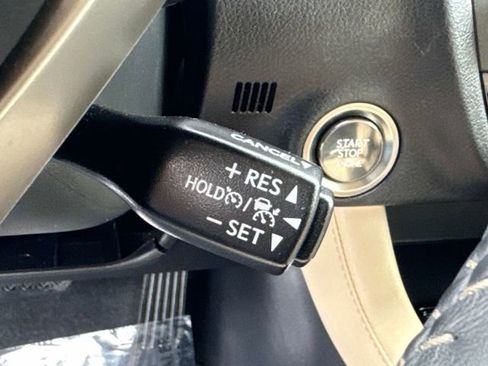 CANCEL
+ RES
HOLD /
− SET
START
STOP